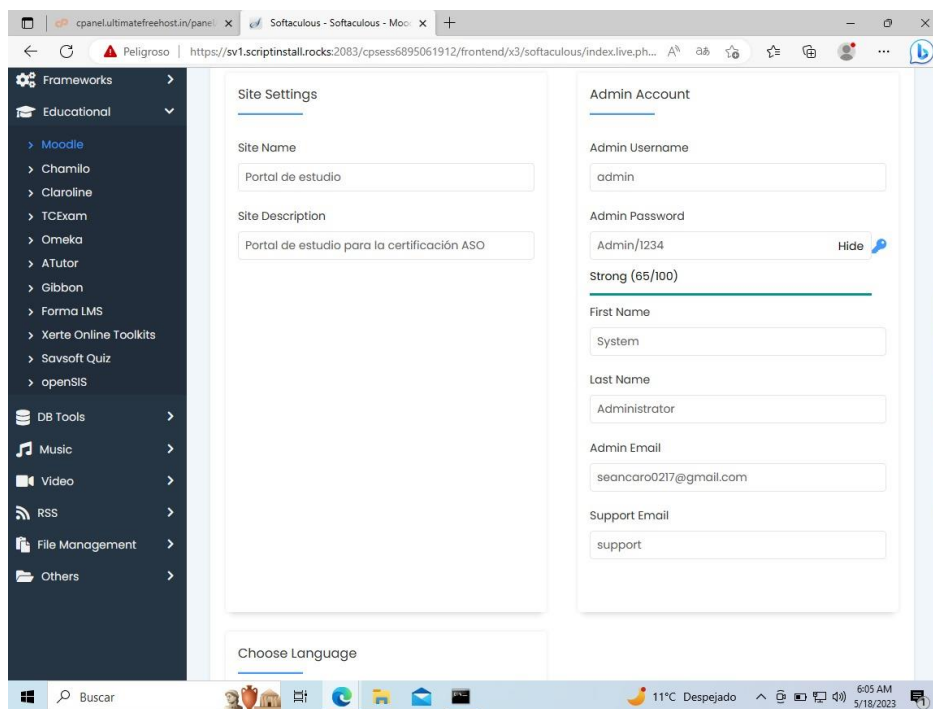 cpanel.ultimatefreehost.in/panel
Softaculous - Softaculous - Moo
Peligroso
https://sv1.scriptinstall.rocks:2083/cpsess6895061912/frontend/x3/softaculous/index.live.ph...
Frameworks
Educational
Moodle
Chamilo
Claroline
TCExam
Omeka
ATutor
Gibbon
Forma LMS
Xerte Online Toolkits
Savsoft Quiz
openSIS
DB Tools
Music
Video
RSS
File Management
Others
Site Settings
Site Name
Portal de estudio
Site Description
Portal de estudio para la certificación ASO
Admin Account
Admin Username
admin
Admin Password
Admin/1234 Hide
Strong (65/100)
First Name
System
Last Name
Administrator
Admin Email
seancaro0217@gmail.com
Support Email
support
Choose Language
Buscar
11°C Despejado
6:05 AM
5/18/2023